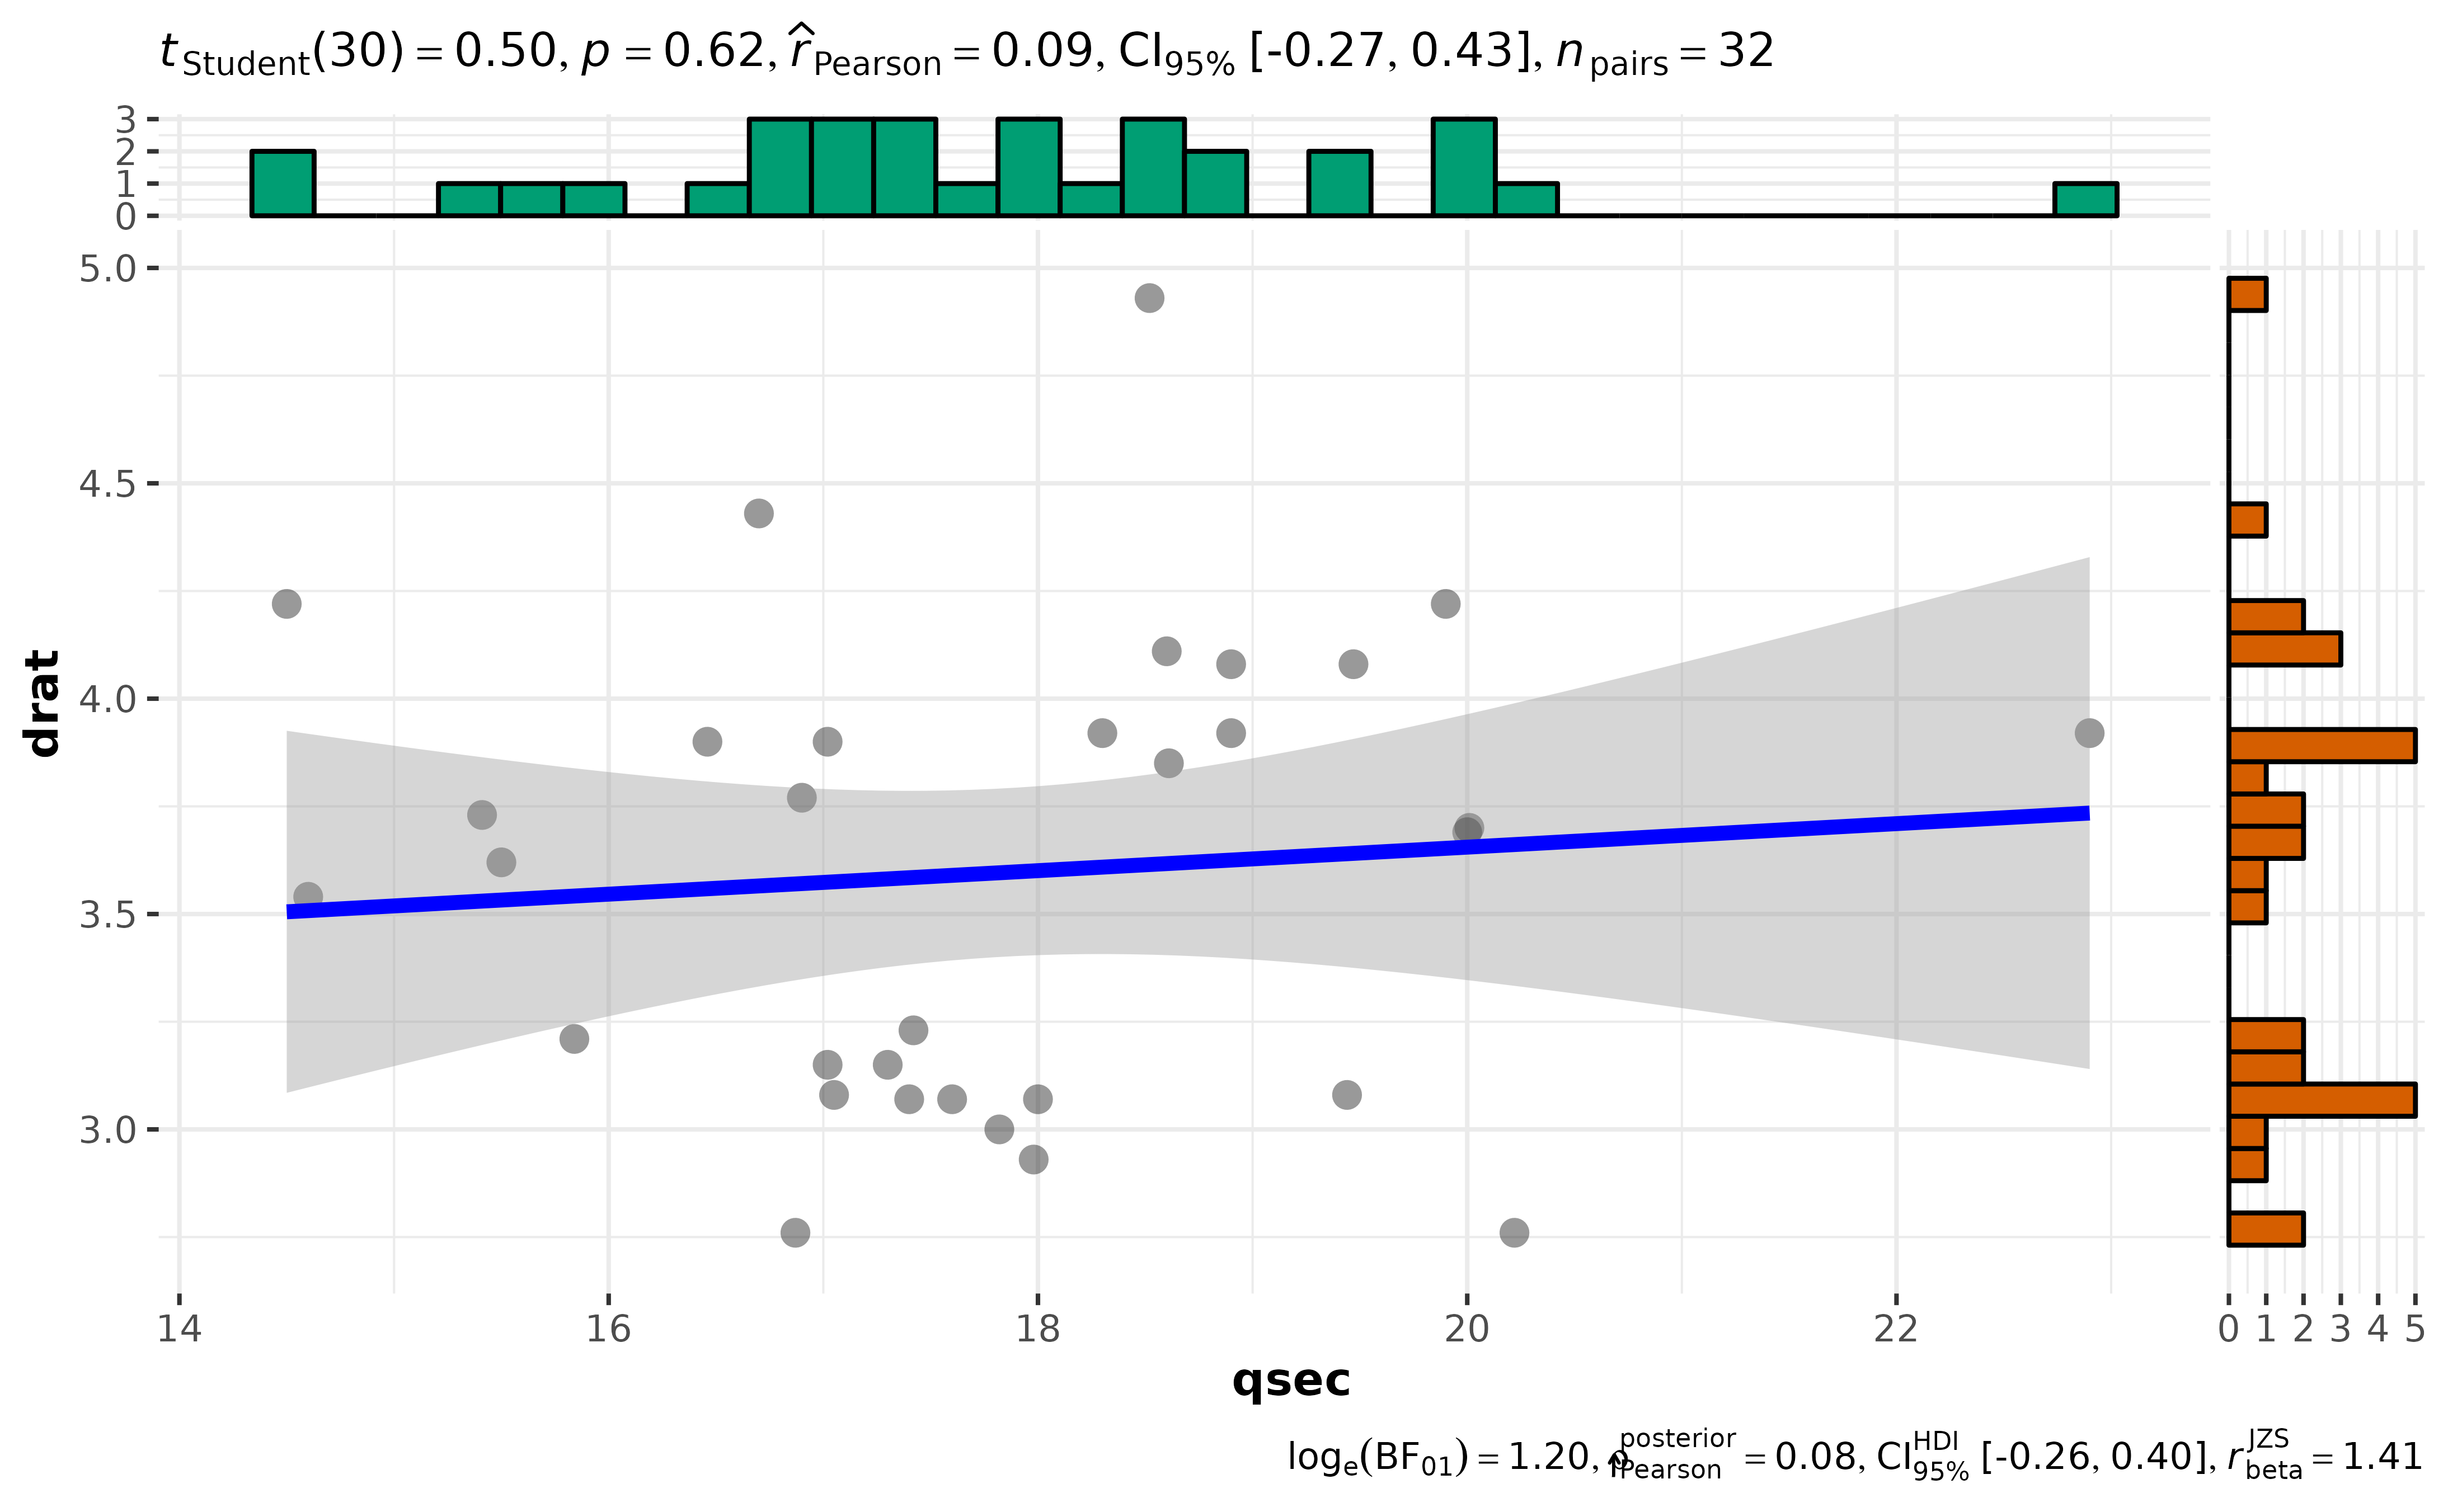 t Student(30) = 0.50, p = 0.62, r̂ Pearson = 0.09, CI95% [-0.27, 0.43], n pairs = 32
3
2
1
0
5.0
4.5
4.0
3.5
3.0
drat
14 16 18 20 22 0 1 2 3 4 5
qsec
loge(BF01) = 1.20, ρ̂ posterior Pearson = 0.08, CI HDI 95% [-0.26, 0.40], r JZS beta = 1.41